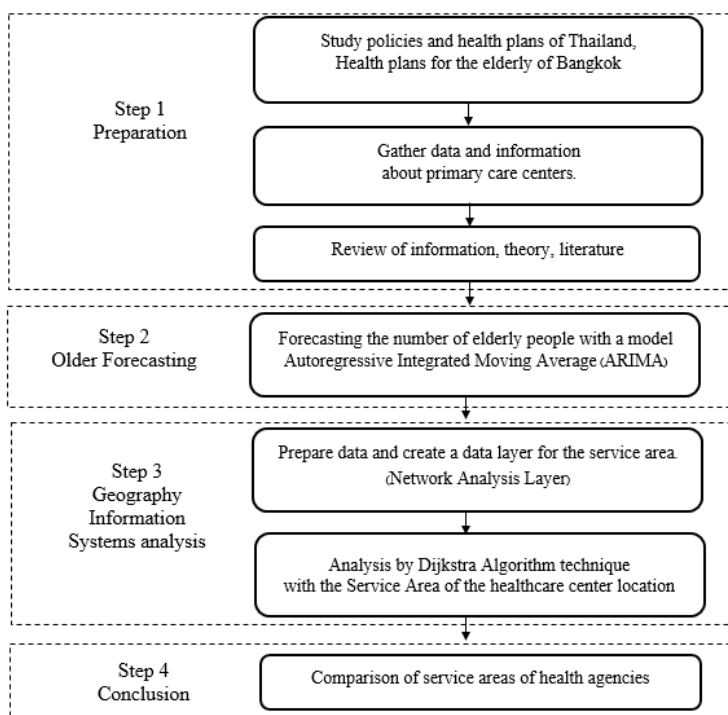 Step 1
Preparation
Study policies and health plans of Thailand,
Health plans for the elderly of Bangkok
Gather data and information
about primary care centers.
Review of information, theory, literature
Step 2
Older Forecasting
Forecasting the number of elderly people with a model
Autoregressive Integrated Moving Average (ARIMA)
Step 3
Geography
Information
Systems analysis
Prepare data and create a data layer for the service area.
(Network Analysis Layer)
Analysis by Dijkstra Algorithm technique
with the Service Area of the healthcare center location
Step 4
Conclusion
Comparison of service areas of health agencies